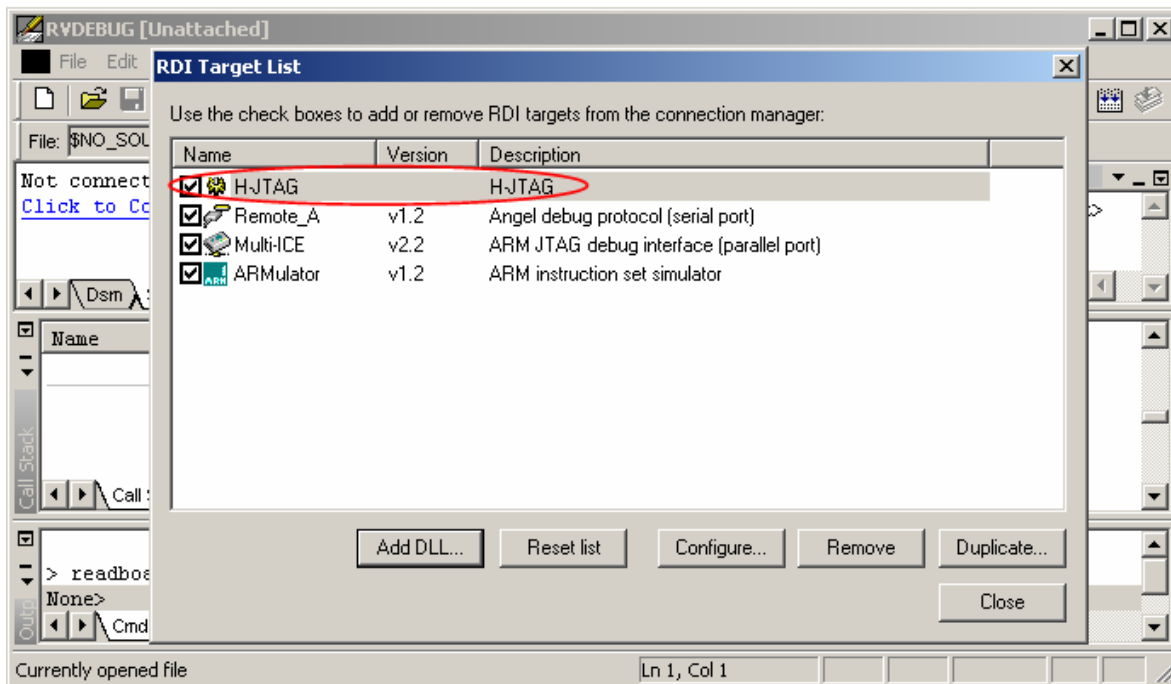 RVDEBUG [Unattached]
File Edit
RDI Target List
Use the check boxes to add or remove RDI targets from the connection manager:
File: $NO_SOU
Name Version Description
Not connect
Click to Co
H-JTAG H-JTAG
Remote_A v1.2 Angel debug protocol (serial port)
Multi-ICE v2.2 ARM JTAG debug interface (parallel port)
ARM ARMulator v1.2 ARM instruction set simulator
Dsm
Name
Call Stack
Call
Add DLL... Reset list Configure... Remove Duplicate...
> readboa
None>
Close
Outp
Cmd
Currently opened file
Ln 1, Col 1